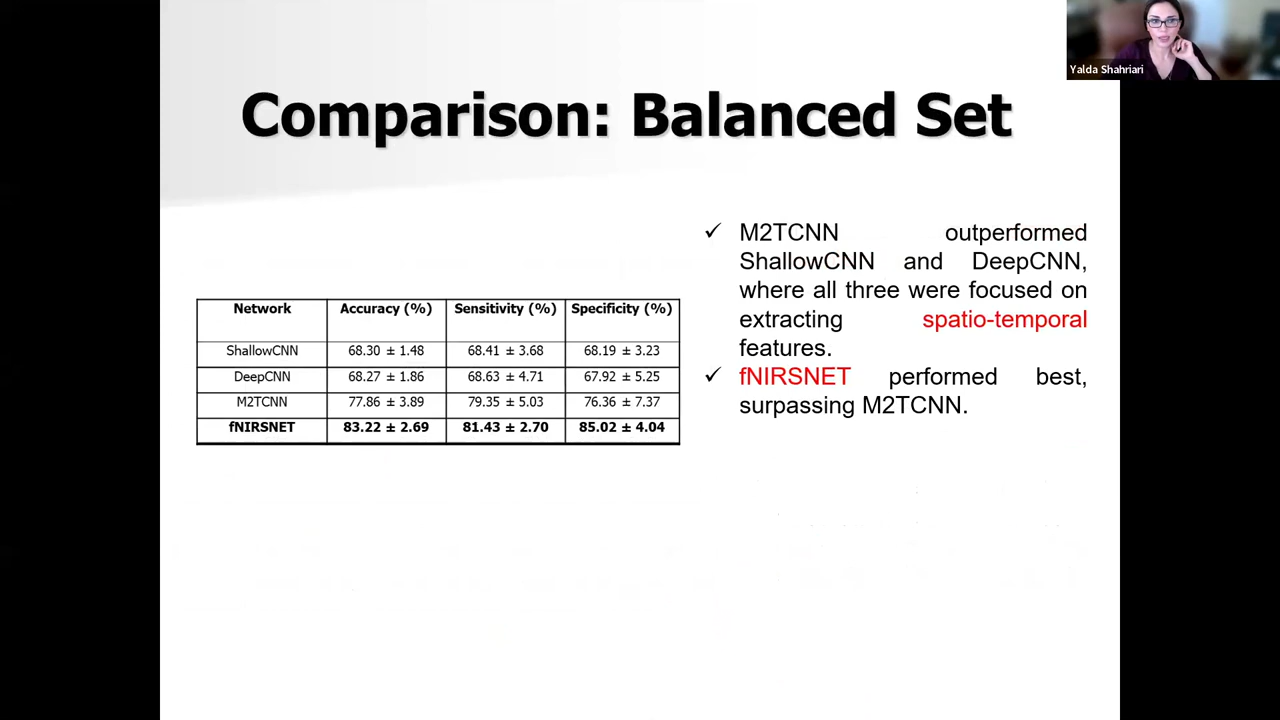 Yalda Shahriari
Comparison: Balanced Set
Network Accuracy (%) Sensitivity (%) Specificity (%)
ShallowCNN 68.30 ± 1.48 68.41 ± 3.68 68.19 ± 3.23
DeepCNN 68.27 ± 1.86 68.63 ± 4.71 67.92 ± 5.25
M2TCNN 77.86 ± 3.89 79.35 ± 5.03 76.36 ± 7.37
fNIRSNET 83.22 ± 2.69 81.43 ± 2.70 85.02 ± 4.04
✓ M2TCNN outperformed
ShallowCNN and DeepCNN,
where all three were focused on
extracting spatio-temporal
features.
✓ fNIRSNET performed best,
surpassing M2TCNN.